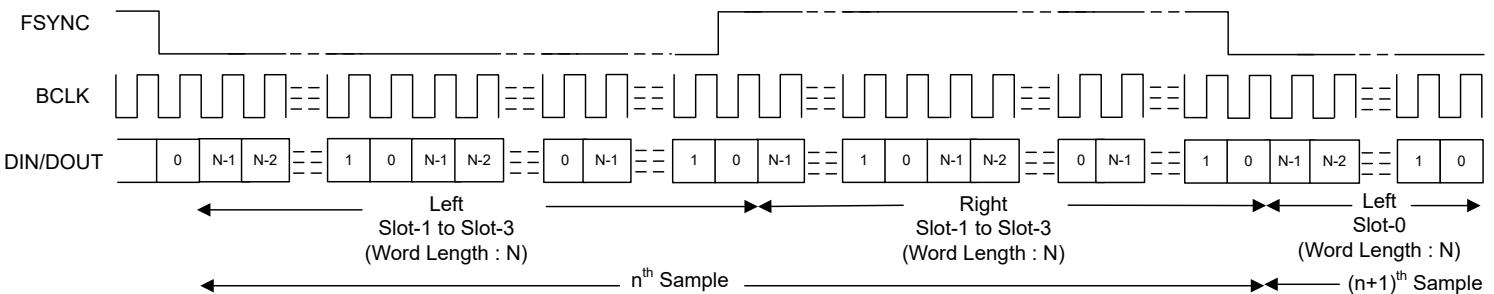 FSYNC
BCLK
DIN/DOUT
0 N-1 N-2 1 0 N-1 N-2 0 N-1 1 0 N-1 1 0 N-1 N-2 0 N-1 1 0 N-1 N-2 1 0
Left
Slot-1 to Slot-3
(Word Length : N)
Right
Slot-1 to Slot-3
(Word Length : N)
Left
Slot-0
(Word Length : N)
nth Sample
(n+1)th Sample